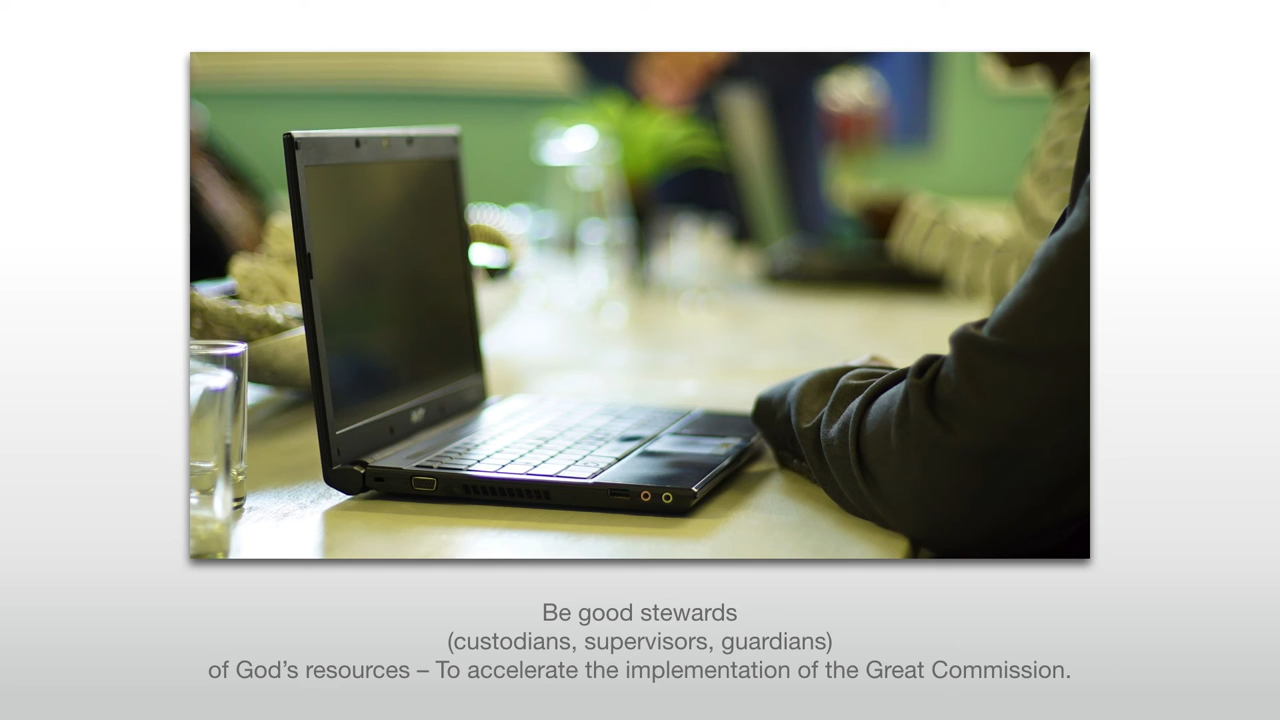 Be good stewards
(custodians, supervisors, guardians)
of God’s resources – To accelerate the implementation of the Great Commission.